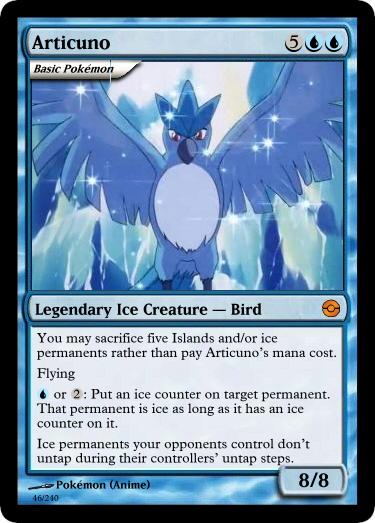 Articuno 5
Basic Pokémon
Legendary Ice Creature — Bird
You may sacrifice five Islands and/or ice
permanents rather than pay Articuno's mana cost.
Flying
or 2: Put an ice counter on target permanent.
That permanent is ice as long as it has an ice
counter on it.
Ice permanents your opponents control don't
untap during their controllers' untap steps.
8/8
Pokémon (Anime)
46/240